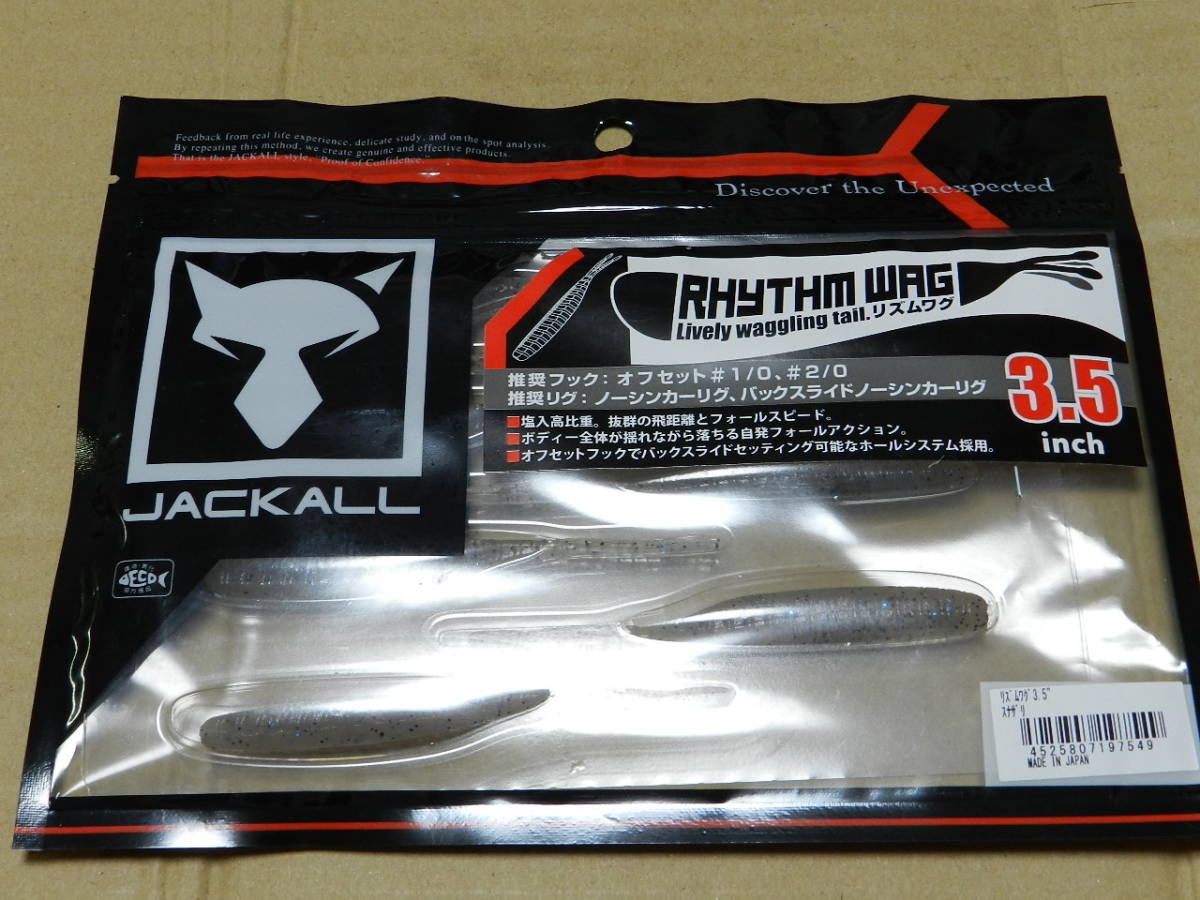 Feedback from real life experience, delicate study, and on the spot analysis.
By repeating this method, we create genuine and effective products.
That is the JACKALL style, "Proof of Confidence."
Discover the Unexpected
JACKALL
ECO
RHYTHM WAG
Lively waggling tail.リズムワグ
推奨フック：オフセット＃1/0、＃2/0
推奨リグ：ノーシンカーリグ、バックスライドノーシンカーリグ
3.5
inch
■塩入高比重。抜群の飛距離とフォールスピード。
■ボディー全体が揺れながら落ちる自発フォールアクション。
■オフセットフックでバックスライドセッティング可能なホールシステム採用。
ﾘｽﾞﾑﾜｸﾞ3.5"
ｽﾅｻﾞﾘ
4525807197549
MADE IN JAPAN